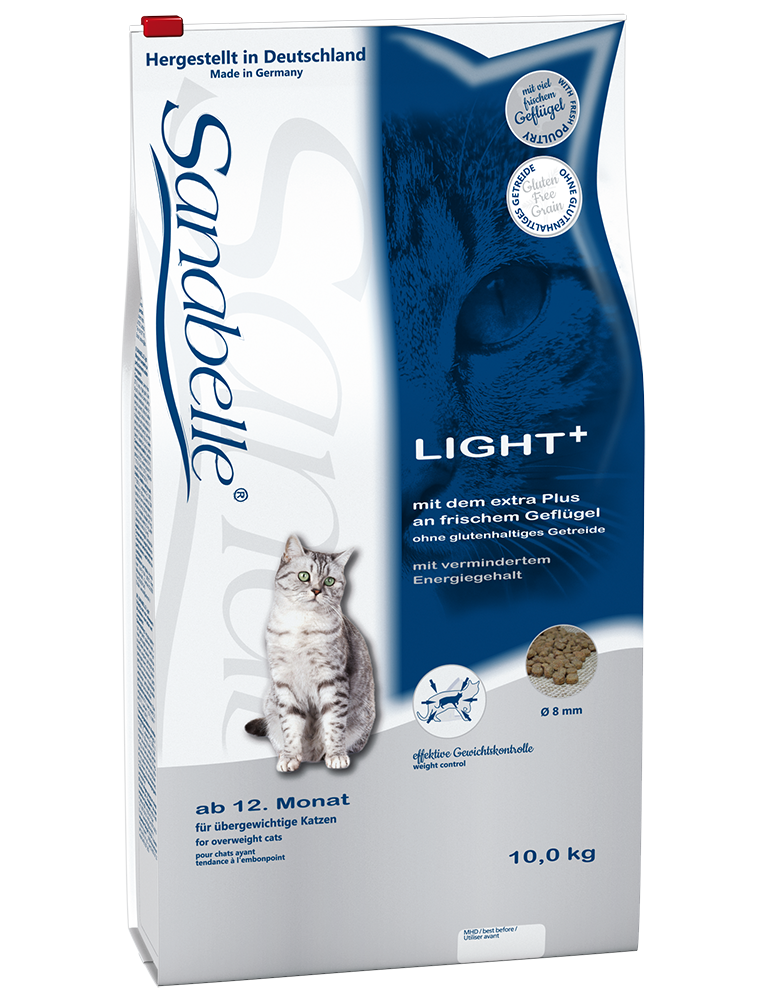 Hergestellt in Deutschland
Made in Germany
Sanabelle®
mit viel
frischem
Geflügel
WITH FRESH POULTRY
OHNE GLUTENHALTIGES GETREIDE
Gluten
Free
Grain
LIGHT+
mit dem extra Plus
an frischem Geflügel
ohne glutenhaltiges Getreide
mit vermindertem
Energiegehalt
Ø 8 mm
effektive Gewichtskontrolle
weight control
ab 12. Monat
für übergewichtige Katzen
for overweight cats
pour chats ayant
tendance à l'embonpoint
10,0 kg
MHD / best before /
Utiliser avant